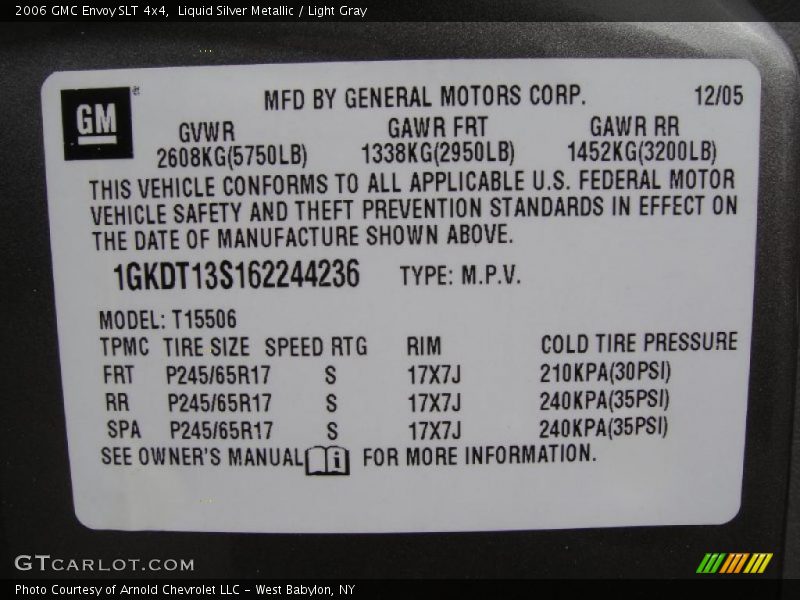 2006 GMC Envoy SLT 4x4,  Liquid Silver Metallic / Light Gray
GM
MFD BY GENERAL MOTORS CORP. 12/05
GVWR GAWR FRT GAWR RR
2608KG(5750LB) 1338KG(2950LB) 1452KG(3200LB)
THIS VEHICLE CONFORMS TO ALL APPLICABLE U.S. FEDERAL MOTOR
VEHICLE SAFETY AND THEFT PREVENTION STANDARDS IN EFFECT ON
THE DATE OF MANUFACTURE SHOWN ABOVE.
1GKDT13S162244236 TYPE: M.P.V.
MODEL: T15506
TPMC TIRE SIZE SPEED RTG RIM COLD TIRE PRESSURE
FRT P245/65R17 S 17X7J 210KPA(30PSI)
RR P245/65R17 S 17X7J 240KPA(35PSI)
SPA P245/65R17 S 17X7J 240KPA(35PSI)
SEE OWNER'S MANUAL i FOR MORE INFORMATION.
GTCARLOT.COM
Photo Courtesy of Arnold Chevrolet LLC - West Babylon, NY